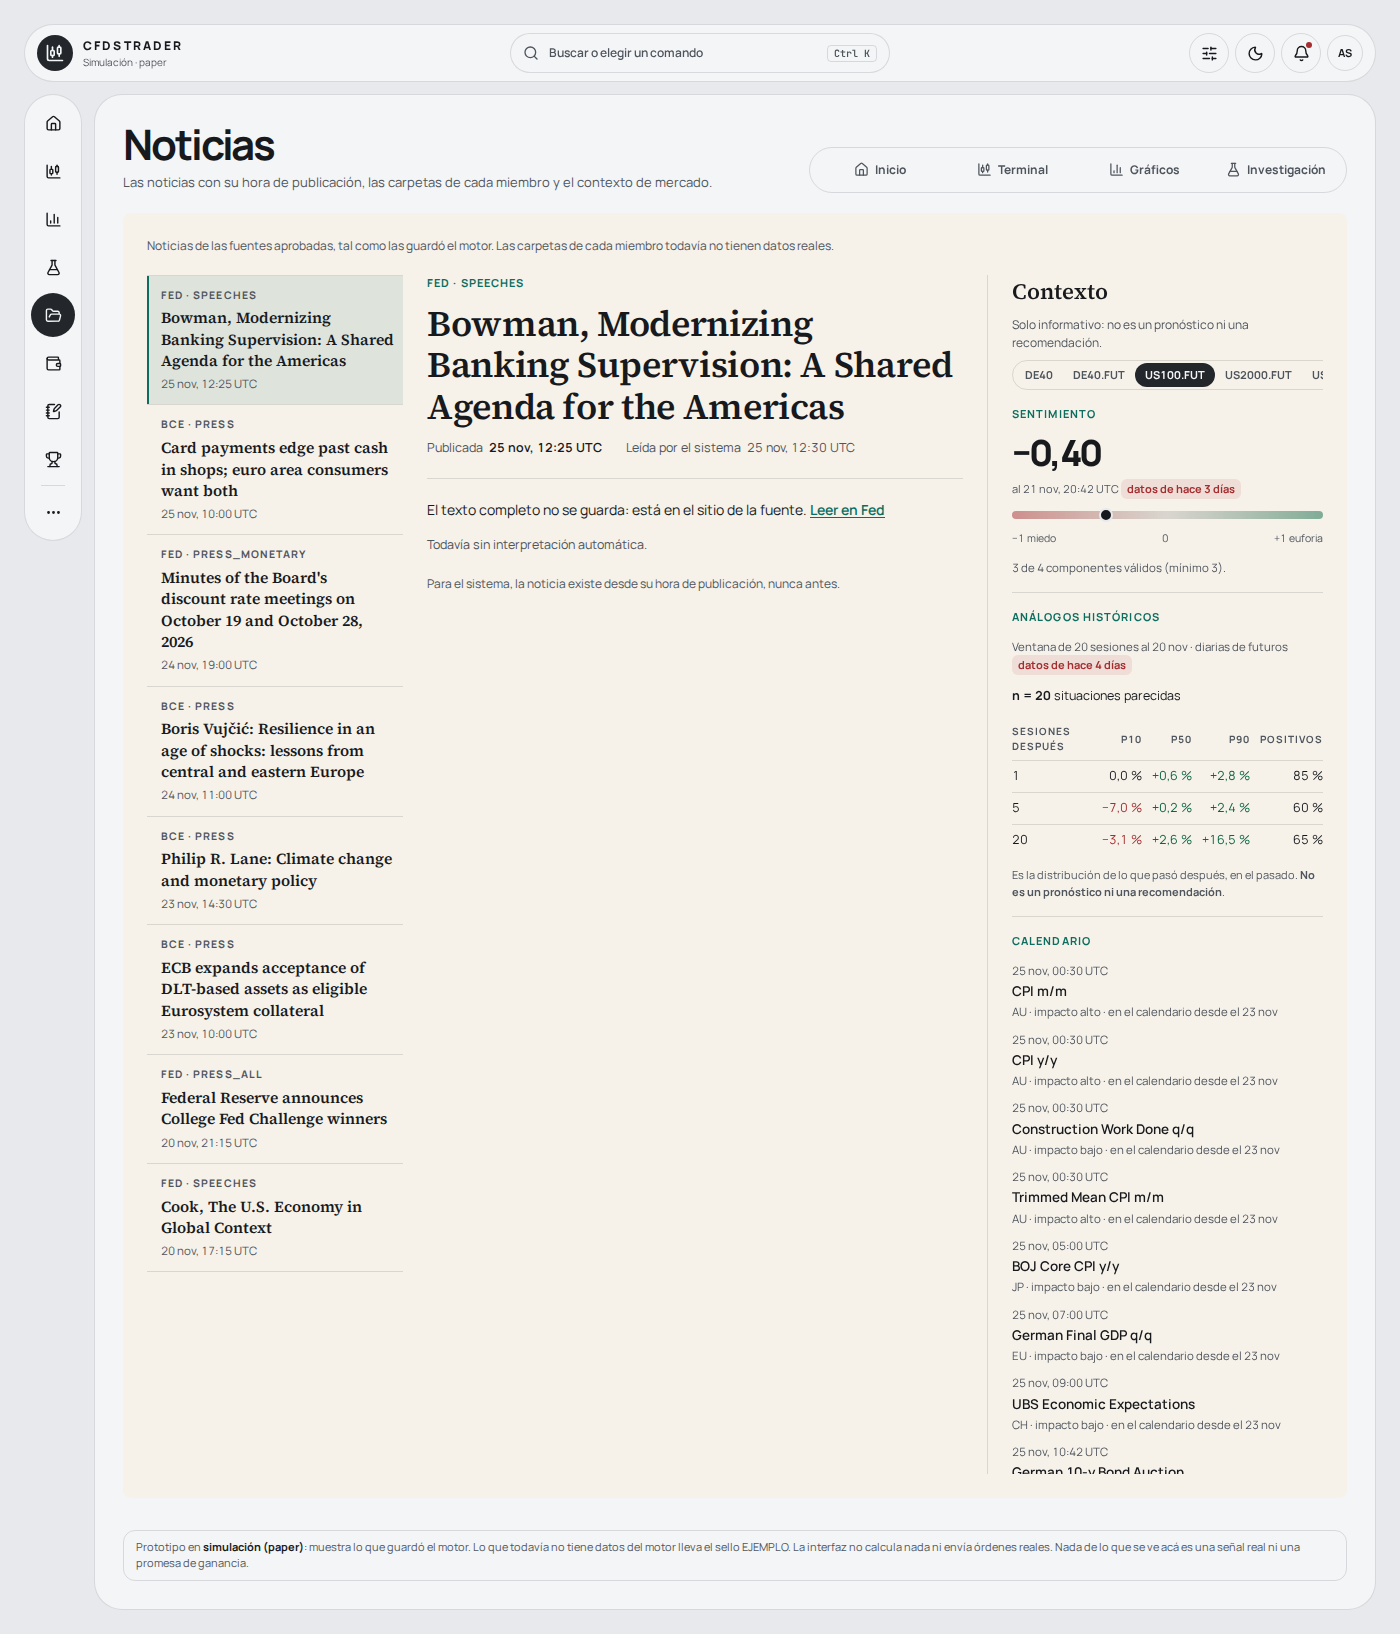 CFDSTRADER
Simulación · paper
Buscar o elegir un comando
Ctrl K
AS
Noticias
Las noticias con su hora de publicación, las carpetas de cada miembro y el contexto de mercado.
Inicio
Terminal
Gráficos
Investigación
Noticias de las fuentes aprobadas, tal como las guardó el motor. Las carpetas de cada miembro todavía no tienen datos reales.
FED · SPEECHES
Bowman, Modernizing
Banking Supervision: A Shared
Agenda for the Americas
25 nov, 12:25 UTC
BCE · PRESS
Card payments edge past cash
in shops; euro area consumers
want both
25 nov, 10:00 UTC
FED · PRESS_MONETARY
Minutes of the Board's
discount rate meetings on
October 19 and October 28,
2026
24 nov, 19:00 UTC
BCE · PRESS
Boris Vujčić: Resilience in an
age of shocks: lessons from
central and eastern Europe
24 nov, 11:00 UTC
BCE · PRESS
Philip R. Lane: Climate change
and monetary policy
23 nov, 14:30 UTC
BCE · PRESS
ECB expands acceptance of
DLT-based assets as eligible
Eurosystem collateral
23 nov, 10:00 UTC
FED · PRESS_ALL
Federal Reserve announces
College Fed Challenge winners
20 nov, 21:15 UTC
FED · SPEECHES
Cook, The U.S. Economy in
Global Context
20 nov, 17:15 UTC
FED · SPEECHES
Bowman, Modernizing
Banking Supervision: A Shared
Agenda for the Americas
Publicada 25 nov, 12:25 UTC Leída por el sistema 25 nov, 12:30 UTC
El texto completo no se guarda: está en el sitio de la fuente. Leer en Fed
Todavía sin interpretación automática.
Para el sistema, la noticia existe desde su hora de publicación, nunca antes.
Contexto
Solo informativo: no es un pronóstico ni una
recomendación.
DE40 DE40.FUT US100.FUT US2000.FUT US
SENTIMIENTO
−0,40
al 21 nov, 20:42 UTC datos de hace 3 días
−1 miedo 0 +1 euforia
3 de 4 componentes válidos (mínimo 3).
ANÁLOGOS HISTÓRICOS
Ventana de 20 sesiones al 20 nov · diarias de futuros
datos de hace 4 días
n = 20 situaciones parecidas
SESIONES
DESPUÉS P10 P50 P90 POSITIVOS
1 0,0 % +0,6 % +2,8 % 85 %
5 −7,0 % +0,2 % +2,4 % 60 %
20 −3,1 % +2,6 % +16,5 % 65 %
Es la distribución de lo que pasó después, en el pasado. No
es un pronóstico ni una recomendación.
CALENDARIO
25 nov, 00:30 UTC
CPI m/m
AU · impacto alto · en el calendario desde el 23 nov
25 nov, 00:30 UTC
CPI y/y
AU · impacto alto · en el calendario desde el 23 nov
25 nov, 00:30 UTC
Construction Work Done q/q
AU · impacto bajo · en el calendario desde el 23 nov
25 nov, 00:30 UTC
Trimmed Mean CPI m/m
AU · impacto alto · en el calendario desde el 23 nov
25 nov, 05:00 UTC
BOJ Core CPI y/y
JP · impacto bajo · en el calendario desde el 23 nov
25 nov, 07:00 UTC
German Final GDP q/q
EU · impacto bajo · en el calendario desde el 23 nov
25 nov, 09:00 UTC
UBS Economic Expectations
CH · impacto bajo · en el calendario desde el 23 nov
25 nov, 10:42 UTC
German 10-y Bond Auction
Prototipo en simulación (paper): muestra lo que guardó el motor. Lo que todavía no tiene datos del motor lleva el sello EJEMPLO. La interfaz no calcula nada ni envía órdenes reales. Nada de lo que se ve acá es una señal real ni una
promesa de ganancia.